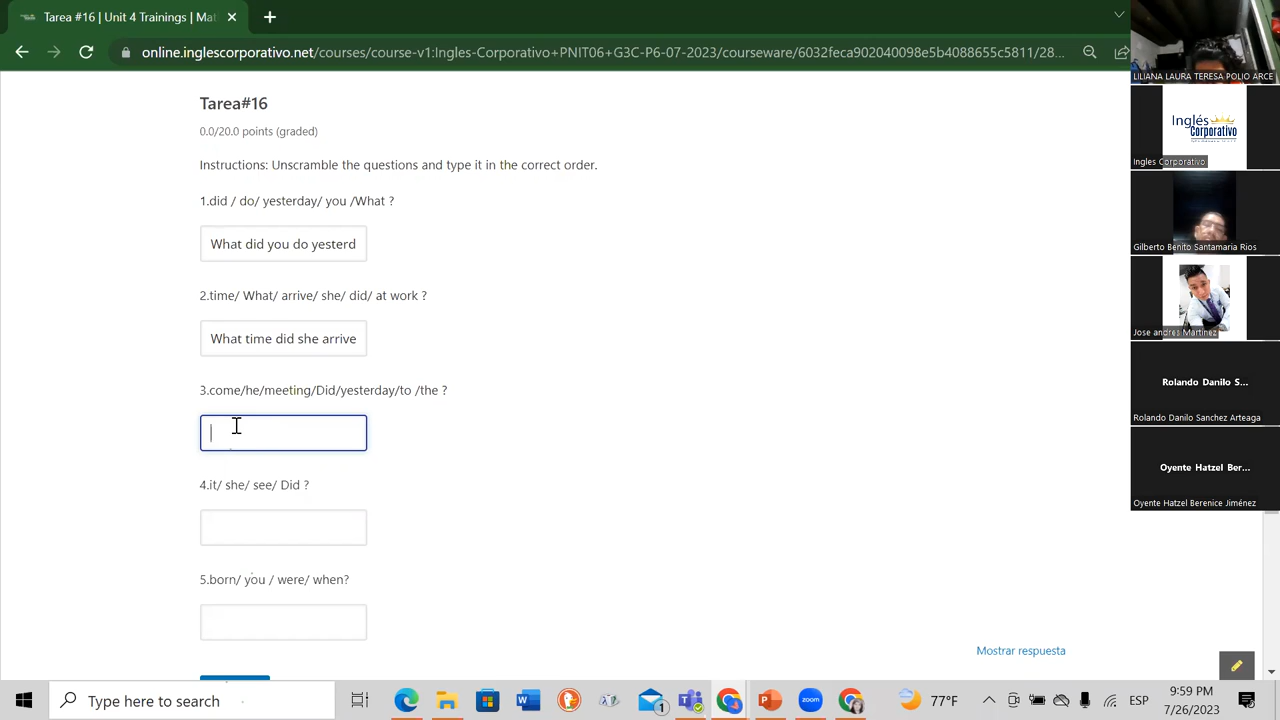 Tarea #16 | Unit 4 Trainings | Mat
online.ingles.net/courses/course-v1:Ingles-Corporativo+PNIT06+G3C-P6-07-2023/courseware/6032feca902040098e5b4088655c5811/28...
Tarea#16
0.0/20.0 points (graded)
Instructions: Unscramble the questions and type it in the correct order.
1.did / do/ yesterday/ you /What ?
What did you do yesterd
2.time/ What/ arrive/ she/ did/ at work ?
What time did she arrive
3.come/he/meeting/Did/yesterday/to /the ?
4.it/ she/ see/ Did ?
5.born/ you / were/ when?
Mostrar respuesta
LILIANA LAURA TERESA POLIO ARCE
Inglés
Corporativo
Ingles Corporativo
Gilberto Benito Santamaria Rios
Jose andres Martinez
Rolando Danilo S...
Rolando Danilo Sanchez Arteaga
Oyente Hatzel Ber...
Oyente Hatzel Berenice Jiménez
Type here to search
1
zoom
77°F
ESP
9:59 PM
7/26/2023